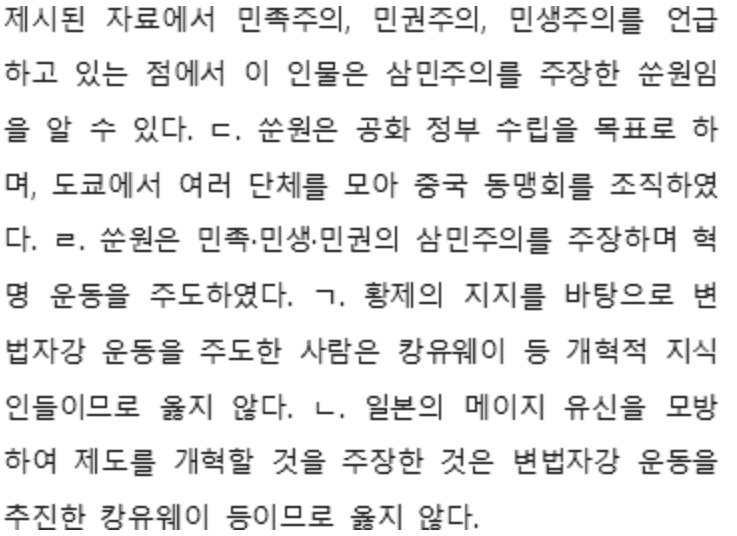 제시된 자료에서 민족주의, 민권주의, 민생주의를 언급
하고 있는 점에서 이 인물은 삼민주의를 주장한 쑨원임
을 알 수 있다. ㄷ. 쑨원은 공화 정부 수립을 목표로 하
며, 도쿄에서 여러 단체를 모아 중국 동맹회를 조직하였
다. ㄹ. 쑨원은 민족·민생·민권의 삼민주의를 주장하며 혁
명 운동을 주도하였다. ㄱ. 황제의 지지를 바탕으로 변
법자강 운동을 주도한 사람은 캉유웨이 등 개혁적 지식
인들이므로 옳지 않다. ㄴ. 일본의 메이지 유신을 모방
하여 제도를 개혁할 것을 주장한 것은 변법자강 운동을
추진한 캉유웨이 등이므로 옳지 않다.